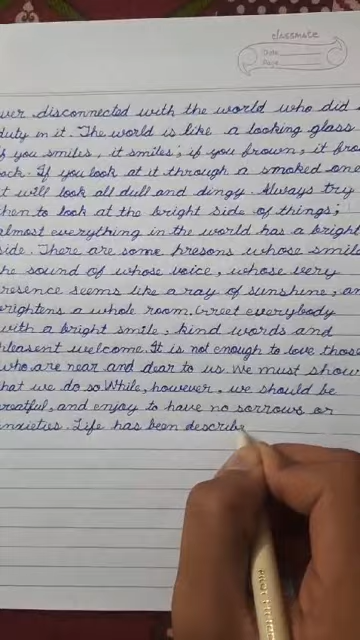 classmate
Date
Page
ver disconnected with the world who did
duty in it. The world is like a looking glass
if you smiles, it smiles; if you frown, it fro
back. If you look at it through a smoked one
it will look all dull and dingy. Always try
then to look at the bright side of things;
almost everything in the world has a bright
side. There are some presons whose smile
he sound of whose voice, whose very
resence seems like a ray of sunshine, an
brightens a whole room. Greet everybody
with a bright smile, kind words and
pleasent welcome. It is not enough to love those
who are near and dear to us. We must show
that we do so. While, however, we should be
reatful, and enjoy to have no sorrows or
anxieties. Life has been describe